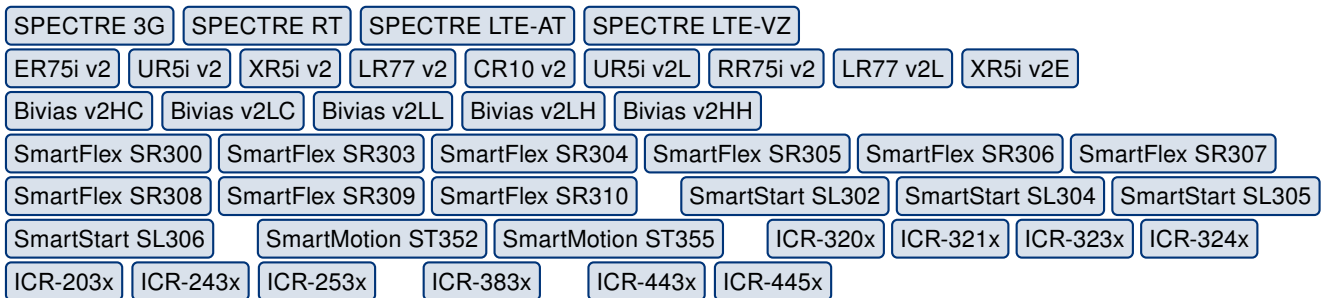 SPECTRE 3G SPECTRE RT SPECTRE LTE-AT SPECTRE LTE-VZ
ER75i v2 UR5i v2 XR5i v2 LR77 v2 CR10 v2 UR5i v2L RR75i v2 LR77 v2L XR5i v2E
Bivias v2HC Bivias v2LC Bivias v2LL Bivias v2LH Bivias v2HH
SmartFlex SR300 SmartFlex SR303 SmartFlex SR304 SmartFlex SR305 SmartFlex SR306 SmartFlex SR307
SmartFlex SR308 SmartFlex SR309 SmartFlex SR310 SmartStart SL302 SmartStart SL304 SmartStart SL305
SmartStart SL306 SmartMotion ST352 SmartMotion ST355 ICR-320x ICR-321x ICR-323x ICR-324x
ICR-203x ICR-243x ICR-253x ICR-383x ICR-443x ICR-445x